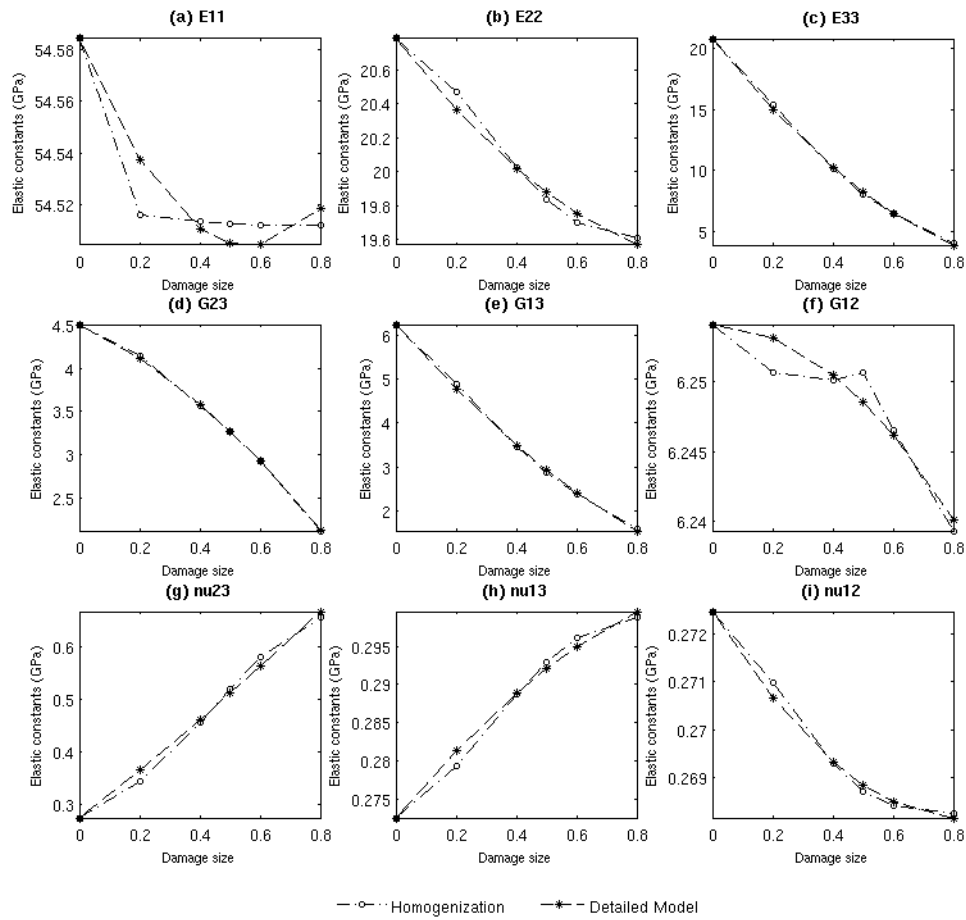 (a) E11 (b) E22 (c) E33
Elastic constants (GPa)
54.58
54.56
54.54
54.52
0 0.2 0.4 0.6 0.8
Damage size
Elastic constants (GPa)
20.6
20.4
20.2
20
19.8
19.6
0 0.2 0.4 0.6 0.8
Damage size
Elastic constants (GPa)
20
15
10
5
0 0.2 0.4 0.6 0.8
Damage size
(d) G23 (e) G13 (f) G12
Elastic constants (GPa)
4.5
4
3.5
3
2.5
0 0.2 0.4 0.6 0.8
Damage size
Elastic constants (GPa)
6
5
4
3
2
0 0.2 0.4 0.6 0.8
Damage size
Elastic constants (GPa)
6.25
6.245
6.24
0 0.2 0.4 0.6 0.8
Damage size
(g) nu23 (h) nu13 (i) nu12
Elastic constants (GPa)
0.6
0.5
0.4
0.3
0 0.2 0.4 0.6 0.8
Damage size
Elastic constants (GPa)
0.295
0.29
0.285
0.28
0.275
0 0.2 0.4 0.6 0.8
Damage size
Elastic constants (GPa)
0.272
0.271
0.27
0.269
0 0.2 0.4 0.6 0.8
Damage size
Homogenization Detailed Model